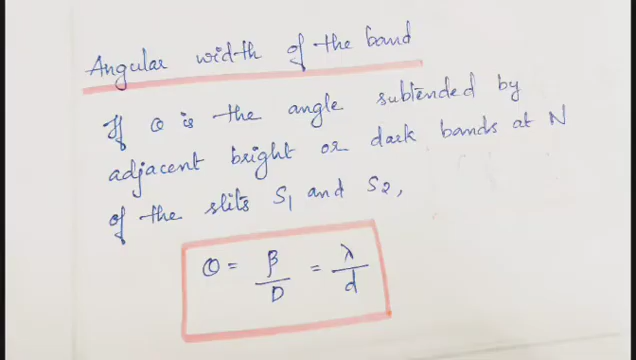 Angular width of the band
If θ is the angle subtended by
adjacent bright or dark bands at N
of the slits S₁ and S₂,
θ = β/D = λ/d